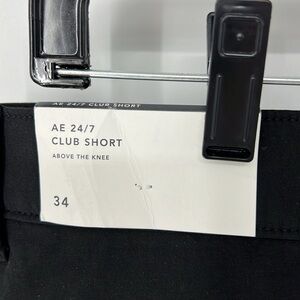 AE 24/7 CLUB SHORT
AE 24/7
CLUB SHORT
ABOVE THE KNEE
34